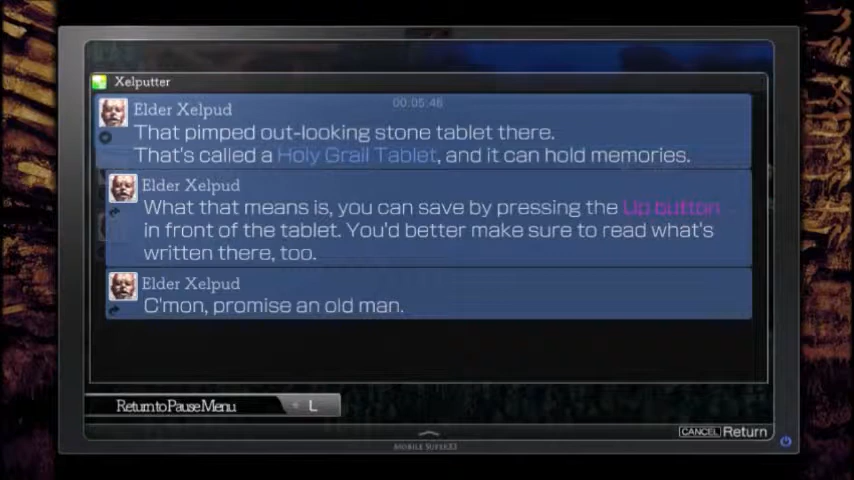 Xelputter
00:05:46
Elder Xelpud
That pimped out-looking stone tablet there.
That's called a Holy Grail Tablet, and it can hold memories.
Elder Xelpud
What that means is, you can save by pressing the Up button
in front of the tablet. You'd better make sure to read what's
written there, too.
Elder Xelpud
C'mon, promise an old man.
Return to Pause Menu L
CANCEL Return
MOBILE SUPERX3